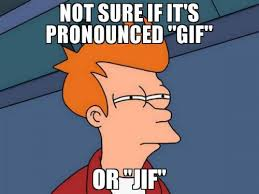 NOT SURE IF IT'S
PRONOUNCED "GIF"
OR "JIF"